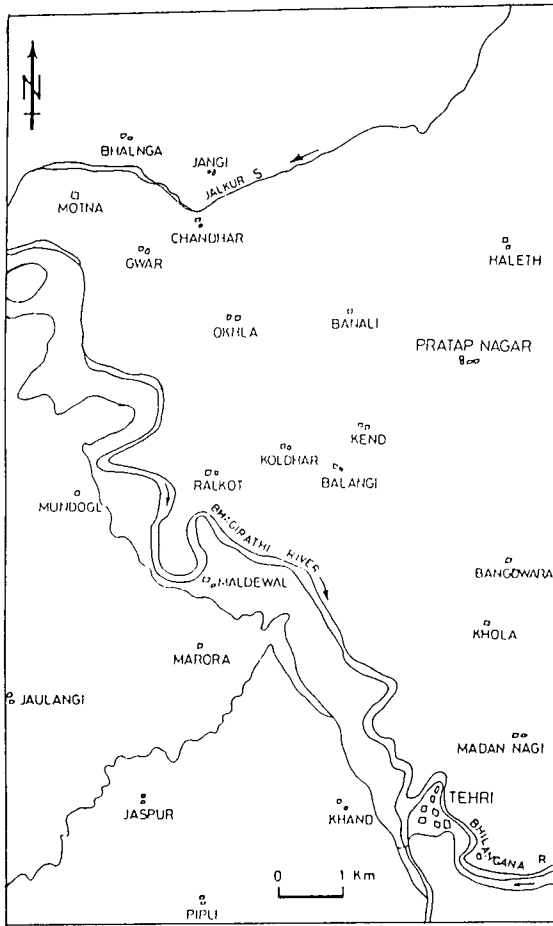 N
BHALNGA
JANGI
JALKUR S
MOTNA
CHANDHAR
GWAR
HALETH
OKHLA
BANALI
PRATAP NAGAR
KEND
KOLDHAR
BALANGI
RALKOT
MUNDOGI
BHAGIRATHI RIVER
BANGDWARA
MALDEWAL
KHOLA
MARORA
JAULANGI
MADAN NAGI
TEHRI
JASPUR
KHAND
BHILANGANA R
0 1 Km
PIPLI